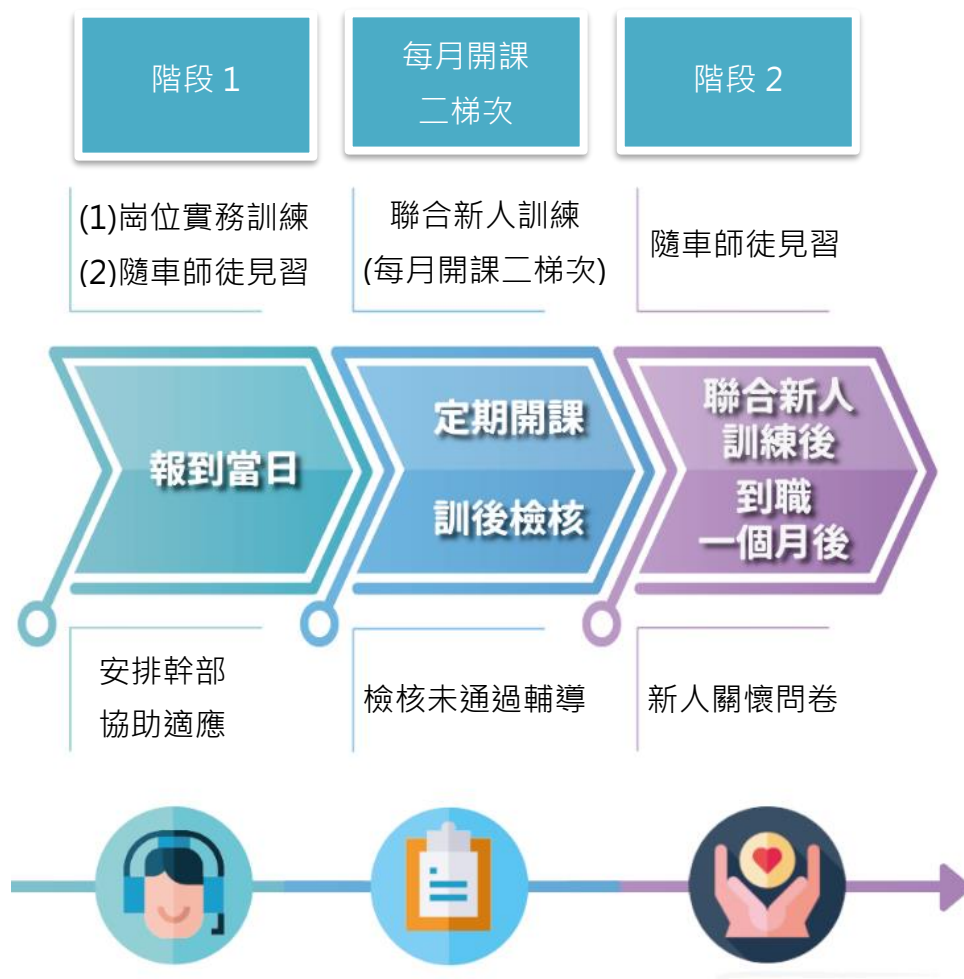 階段 1
每月開課
二梯次
階段 2
(1)崗位實務訓練
(2)隨車師徒見習
聯合新人訓練
(每月開課二梯次)
隨車師徒見習
報到當日
定期開課
訓後檢核
聯合新人
訓練後
到職
一個月後
安排幹部
協助適應
檢核未通過輔導
新人關懷問卷